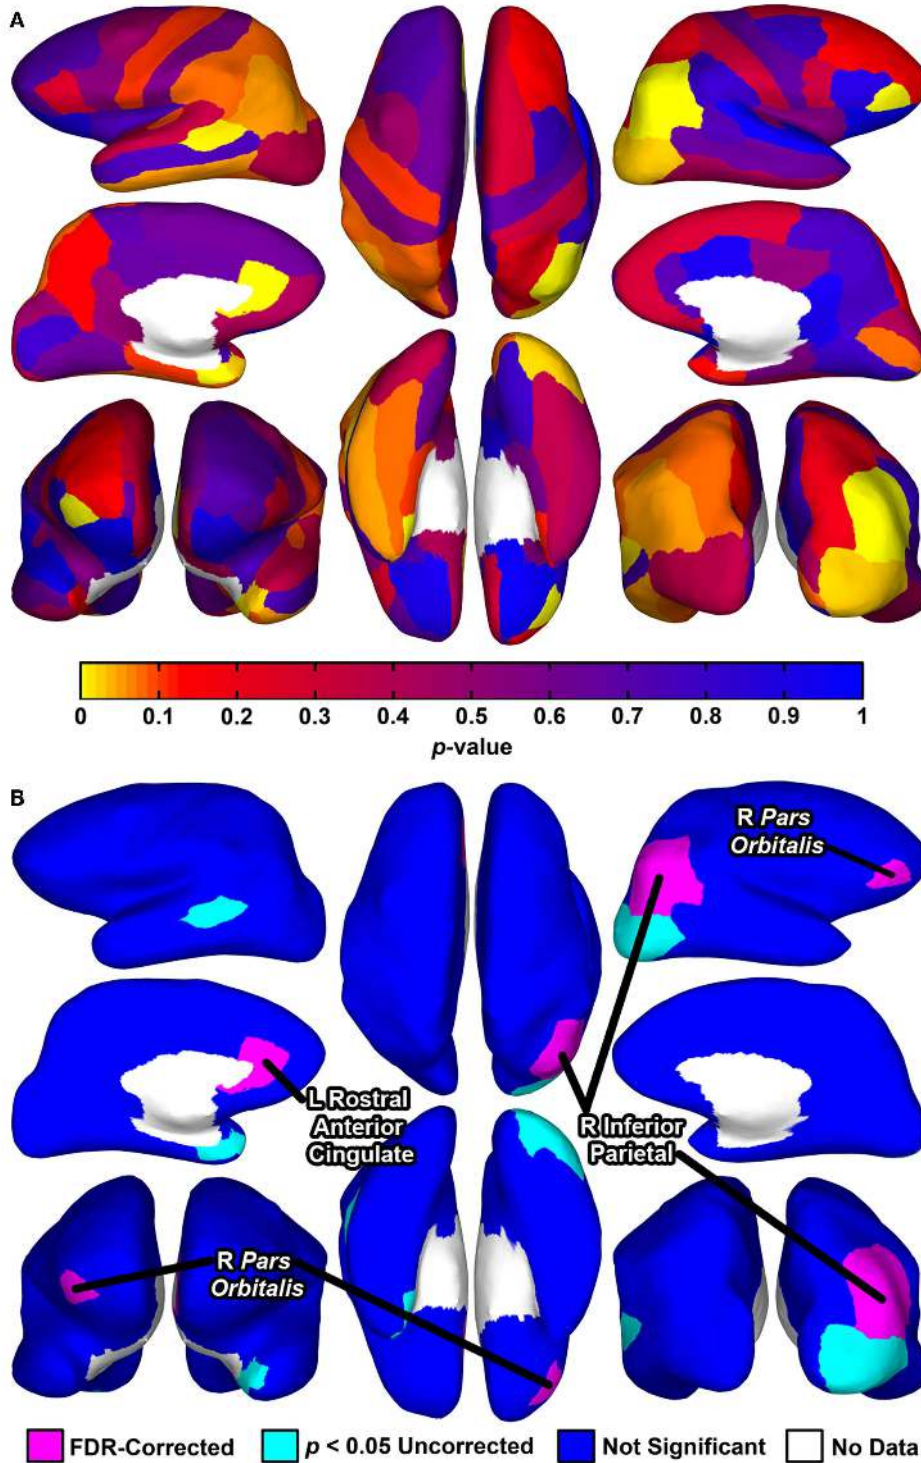 A
0 0.1 0.2 0.3 0.4 0.5 0.6 0.7 0.8 0.9 1
p-value
B
R Pars
Orbitalis
L Rostral
Anterior
Cingulate
R Inferior
Parietal
R Pars
Orbitalis
FDR-Corrected p < 0.05 Uncorrected Not Significant No Data